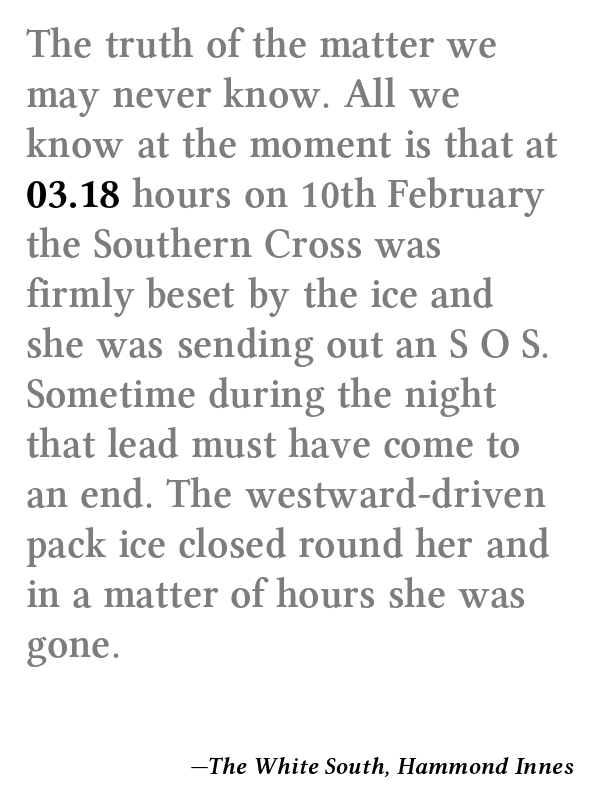 The truth of the matter we
may never know. All we
know at the moment is that at
03.18 hours on 10th February
the Southern Cross was
firmly beset by the ice and
she was sending out an S O S.
Sometime during the night
that lead must have come to
an end. The westward-driven
pack ice closed round her and
in a matter of hours she was
gone.
—The White South, Hammond Innes